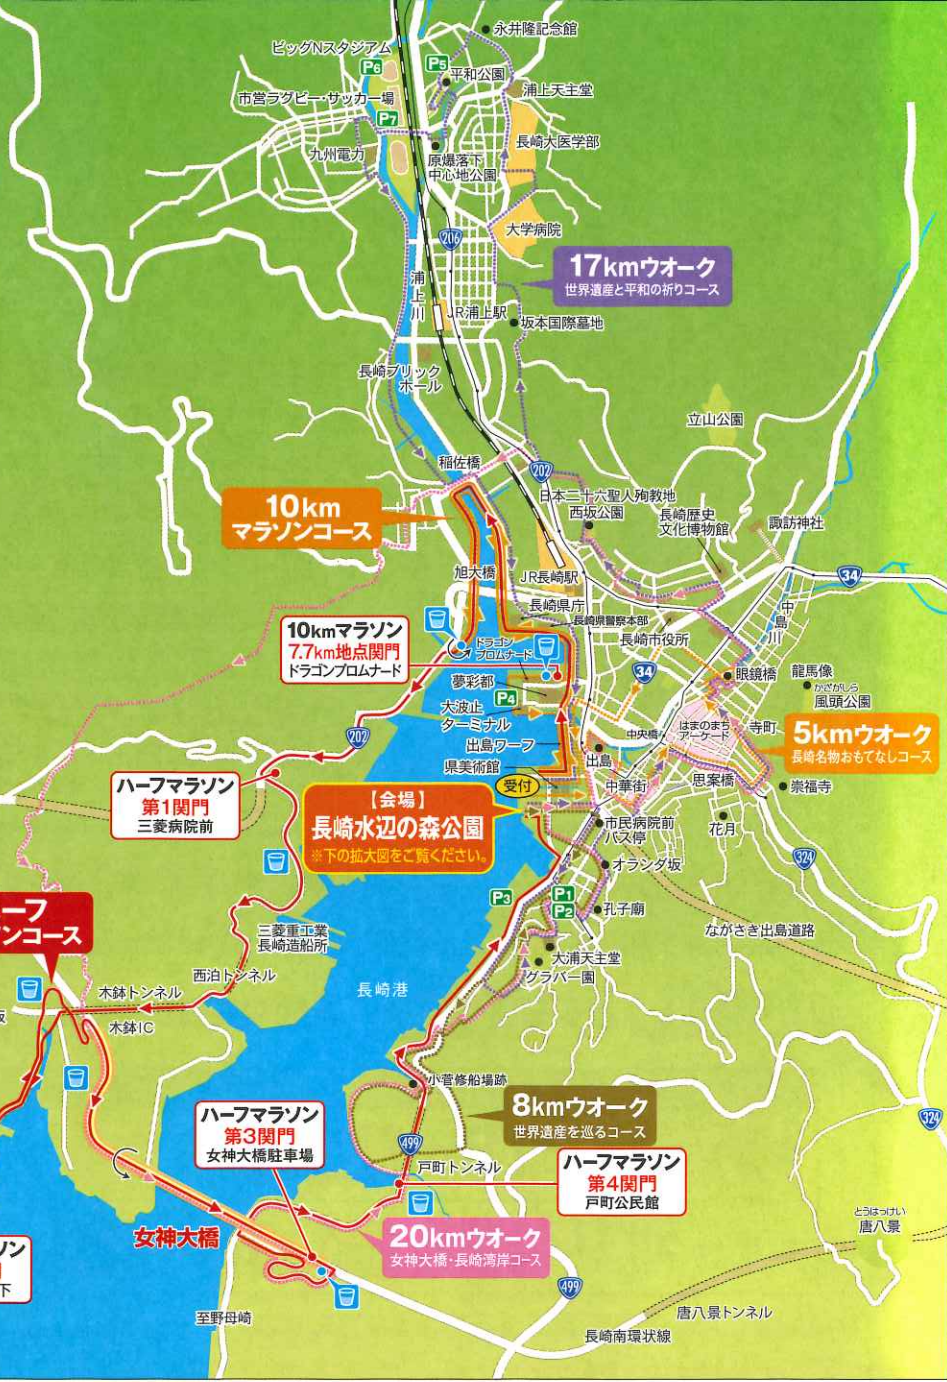 永井隆記念館
ビッグNスタジアム
P6
P5
平和公園
浦上天主堂
市営ラグビー・サッカー場
P7
九州電力
長崎大医学部
原爆落下
中心地公園
大学病院
206
17kmウオーク
世界遺産と平和の祈りコース
浦上川
JR浦上駅
坂本国際墓地
長崎ブリック
ホール
立山公園
稲佐橋
202
10km
マラソンコース
日本二十六聖人殉教地
西坂公園
長崎歴史
文化博物館
諏訪神社
旭大橋
JR長崎駅
34
長崎県庁
長崎県警察本部
中島川
10kmマラソン
7.7km地点関門
ドラゴンプロムナード
ドラゴン
プロムナード
長崎市役所
34
眼鏡橋
龍馬像
かざがしら
風頭公園
夢彩都
P4
大波止
ターミナル
202
出島ワーフ
県美術館
出島
中央橋
はまのまち
アーケード
寺町
5kmウオーク
長崎名物おもてなしコース
受付
中華街
思案橋
崇福寺
ハーフマラソン
第1関門
三菱病院前
【会場】
長崎水辺の森公園
※下の拡大図をご覧ください。
市民病院前
バス停
花月
オランダ坂
324
P3
P1
P2
孔子廟
ーフ
ンコース
三菱重工業
長崎造船所
ながさき出島道路
大浦天主堂
グラバー園
西泊トンネル
木鉢トンネル
長崎港
木鉢IC
小菅修船場跡
8kmウオーク
世界遺産を巡るコース
324
ハーフマラソン
第3関門
女神大橋駐車場
499
戸町トンネル
ハーフマラソン
第4関門
戸町公民館
とうはっけい
唐八景
女神大橋
20kmウオーク
女神大橋・長崎湾岸コース
ソン
下
499
至野母崎
唐八景トンネル
長崎南環状線